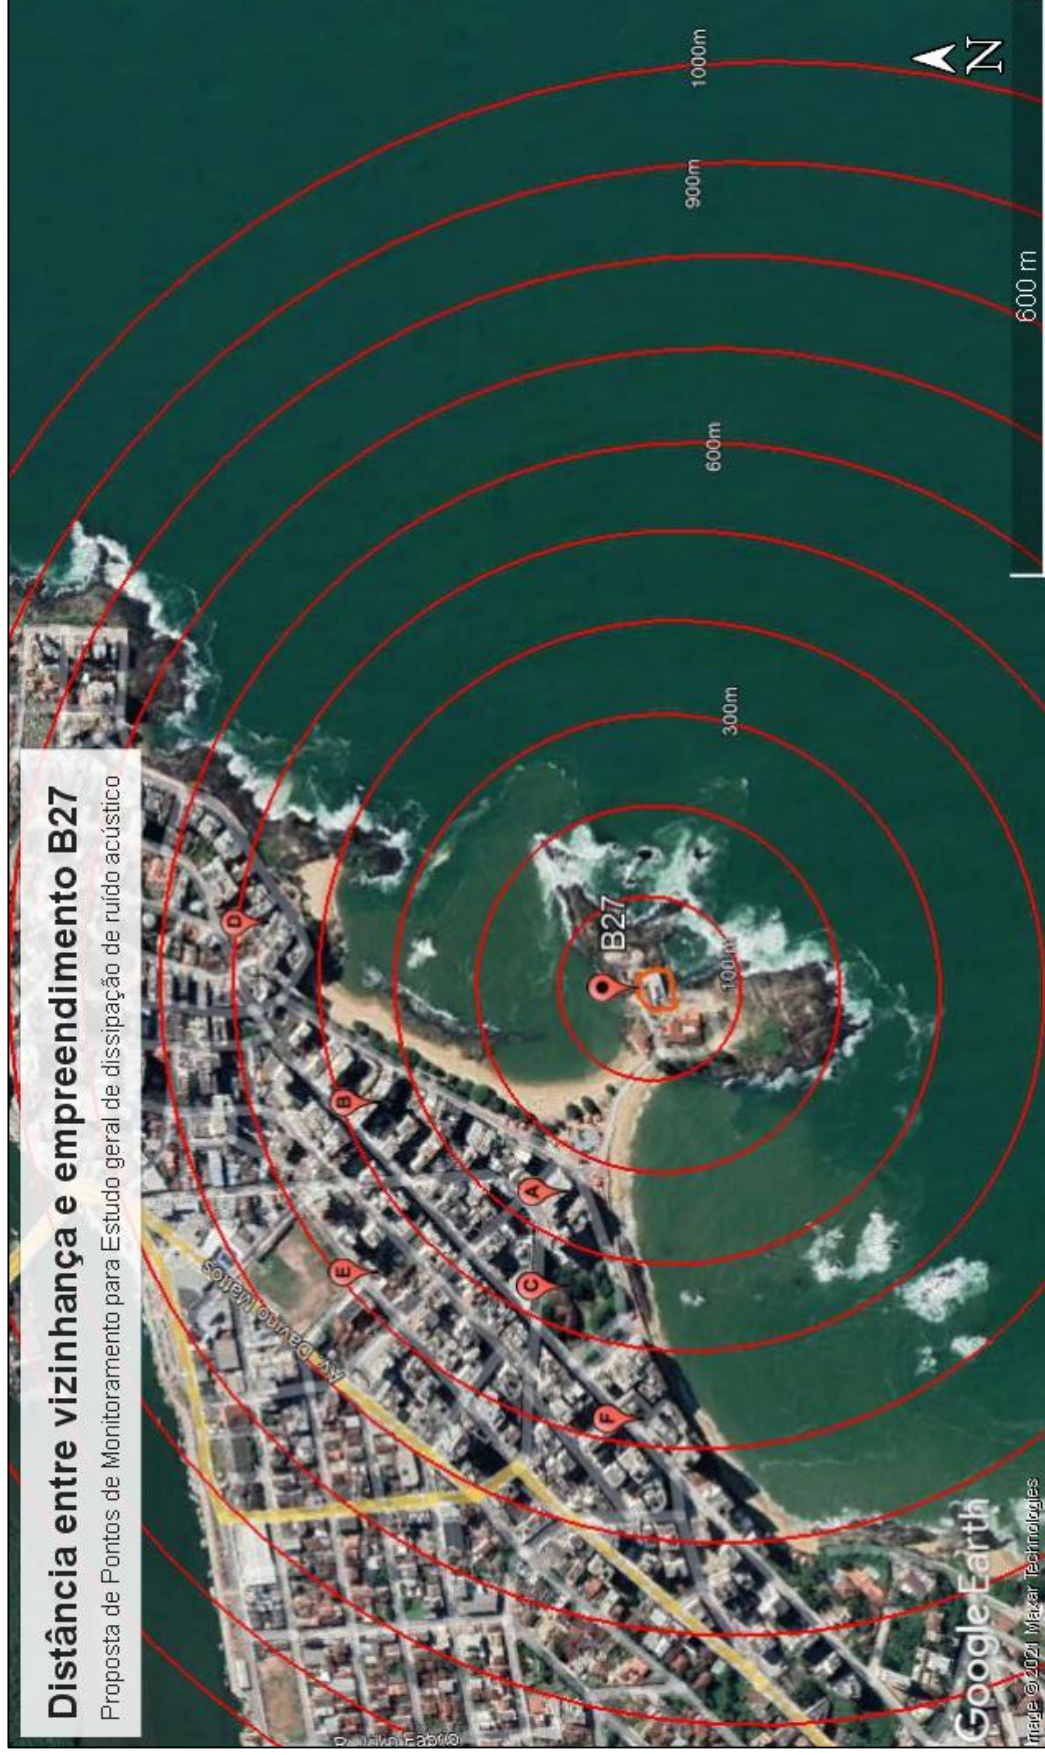 Distância entre vizinhança e empreendimento B27
Proposta de Pontos de Monitoramento para Estudo geral de dissipação de ruído acústico
D
B
E
A
C
F
B27
Av. Davino Mattos
100m
300m
600m
900m
1000m
N
600 m
Google Earth
Image © 2021 Maxar Technologies